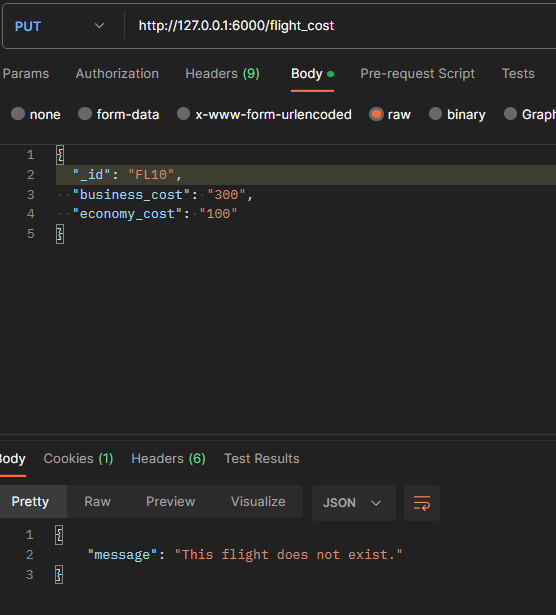 PUT http://127.0.0.1:6000/flight_cost
Params Authorization Headers (9) Body Pre-request Script Tests
none form-data x-www-form-urlencoded raw binary
1 {
2 "_id": "FL10",
3 "business_cost": "300",
4 "economy_cost": "100"
5 }
Cookies (1) Headers (6) Test Results
Pretty Raw Preview Visualize JSON
1 {
2 "message": "This flight does not exist."
3 }